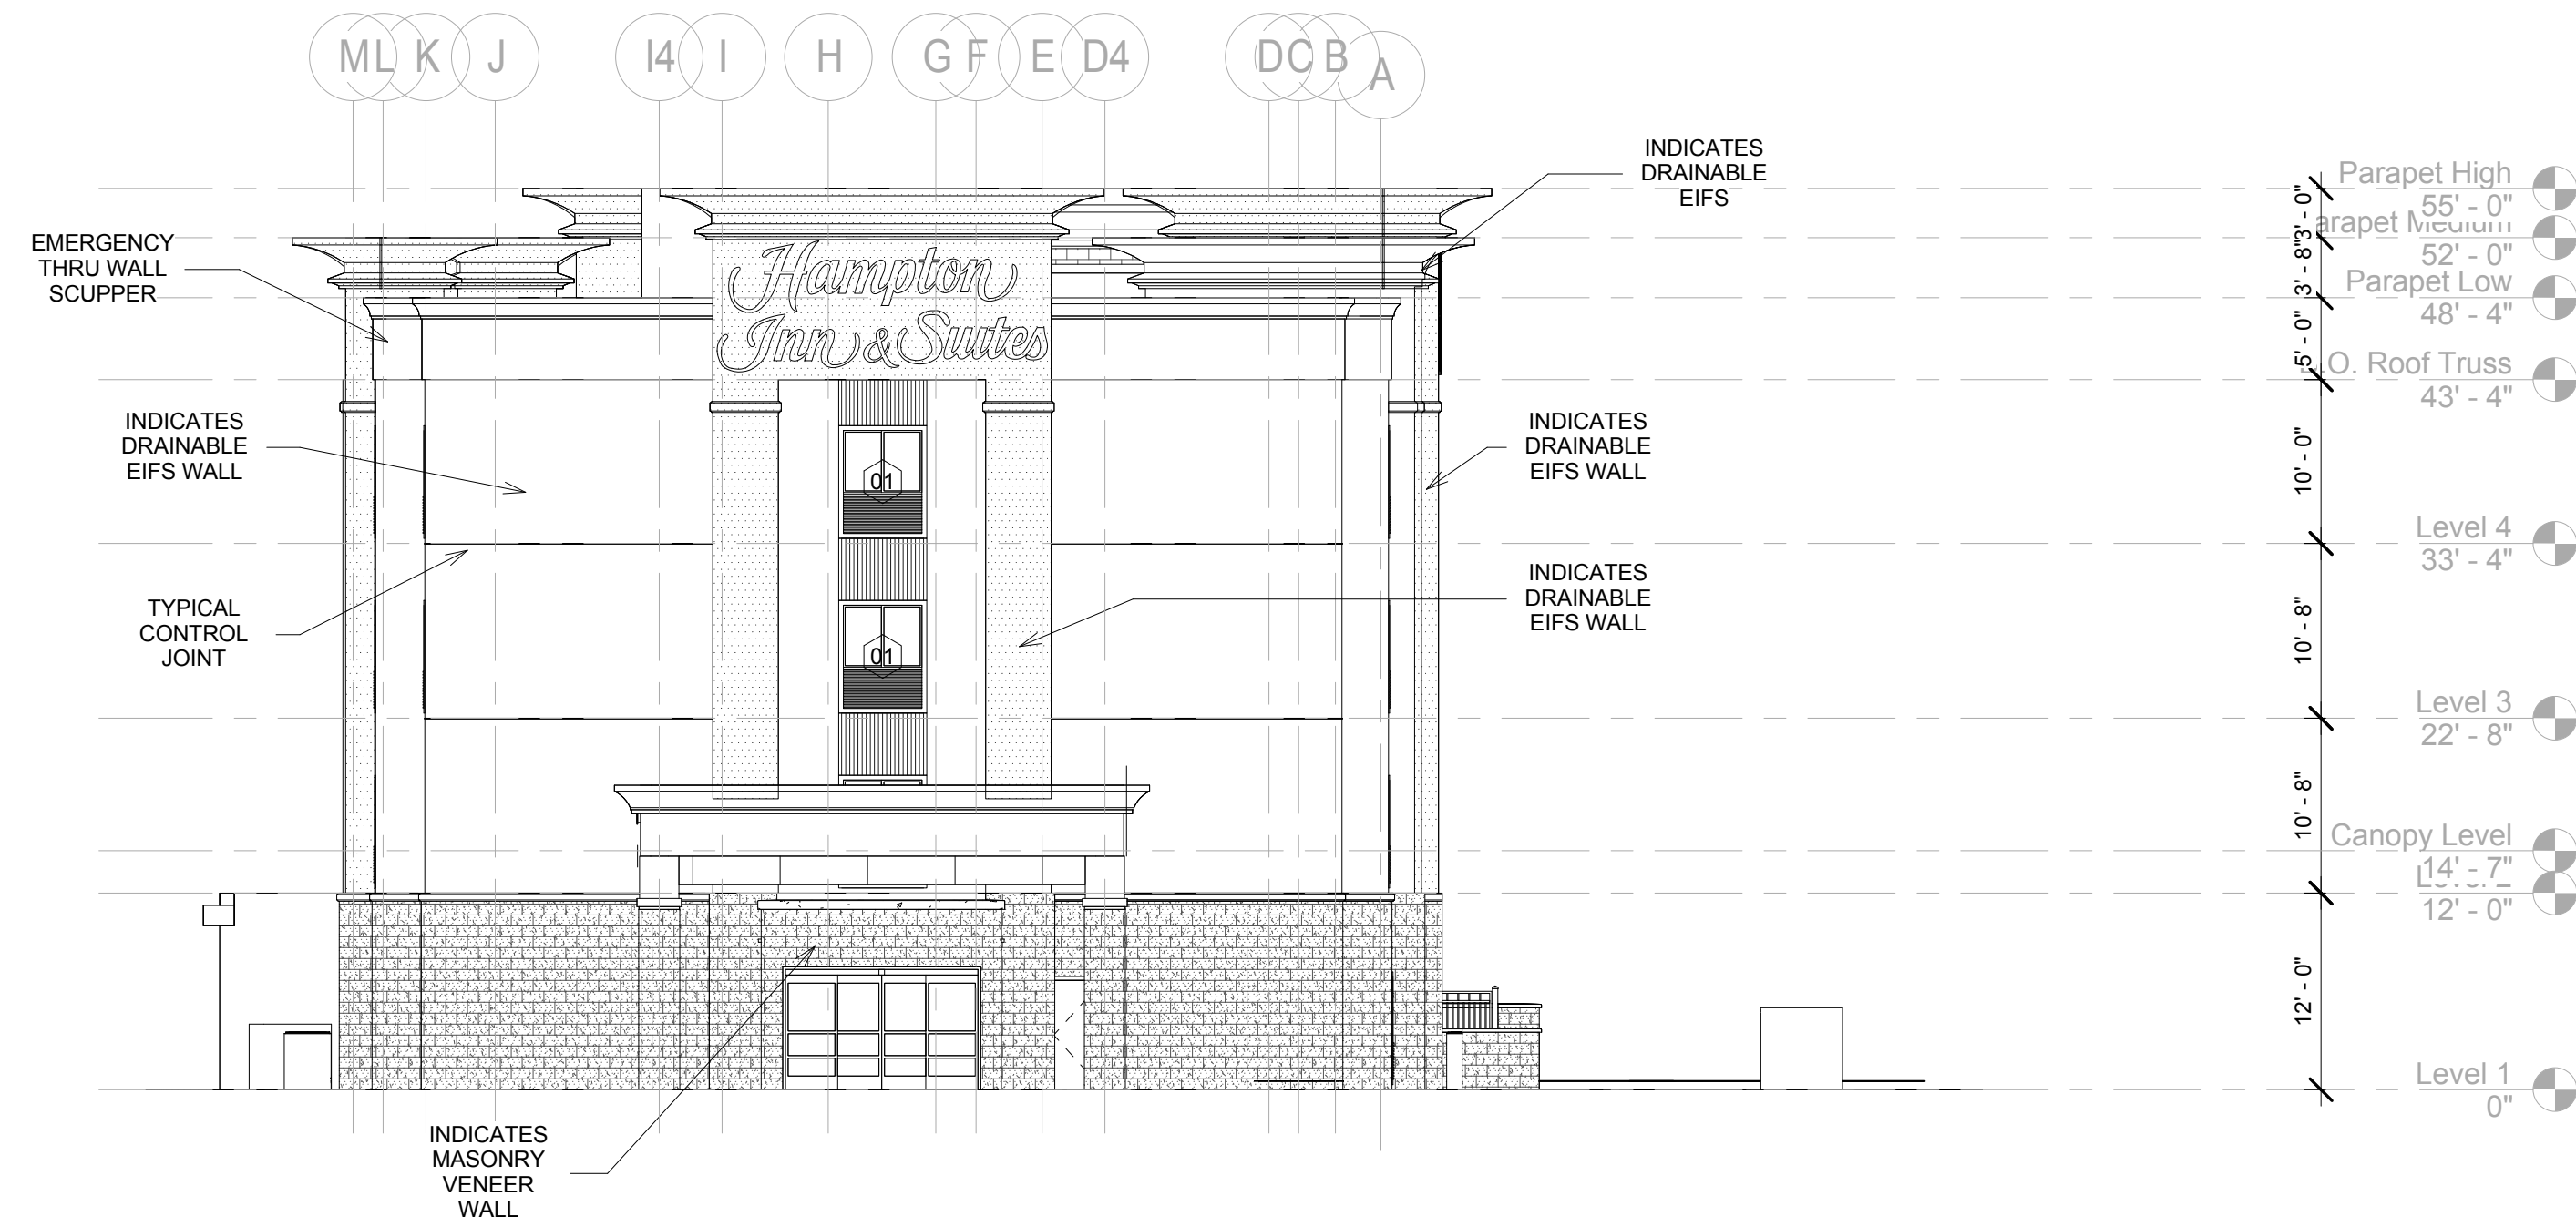 M L K J I4 I H G F E D4 D C B A
INDICATES
DRAINABLE
EIFS
EMERGENCY
THRU WALL
SCUPPER
Hampton
Inn & Suites
INDICATES
DRAINABLE
EIFS WALL
INDICATES
DRAINABLE
EIFS WALL
01
TYPICAL
CONTROL
JOINT
INDICATES
DRAINABLE
EIFS WALL
01
INDICATES
MASONRY
VENEER
WALL
3' - 0"
3' - 8"
5' - 0"
10' - 0"
10' - 8"
10' - 8"
12' - 0"
Parapet High
55' - 0"
arapet Medium
52' - 0"
Parapet Low
48' - 4"
.O. Roof Truss
43' - 4"
Level 4
33' - 4"
Level 3
22' - 8"
Canopy Level
14' - 7"
12' - 0"
Level 1
0"